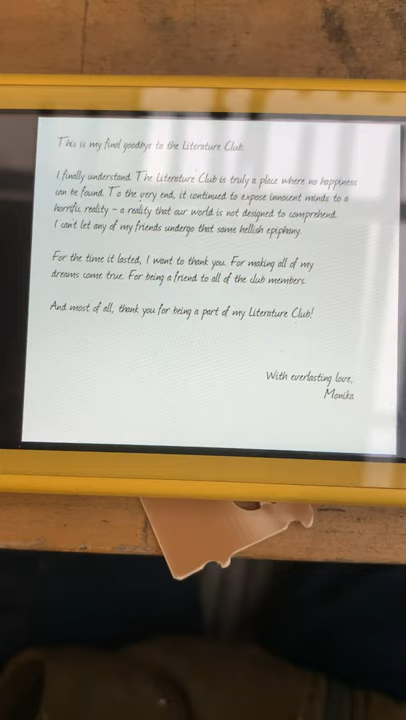 This is my final goodbye to the Literature Club.
I finally understand. The Literature Club is truly a place where no happiness
can be found. To the very end, it continued to expose innocent minds to a
horrific reality - a reality that our world is not designed to comprehend.
I can't let any of my friends undergo that same hellish epiphany.
For the time it lasted, I want to thank you. For making all of my
dreams come true. For being a friend to all of the club members.
And most of all, thank you for being a part of my Literature Club!
With everlasting love,
Monika